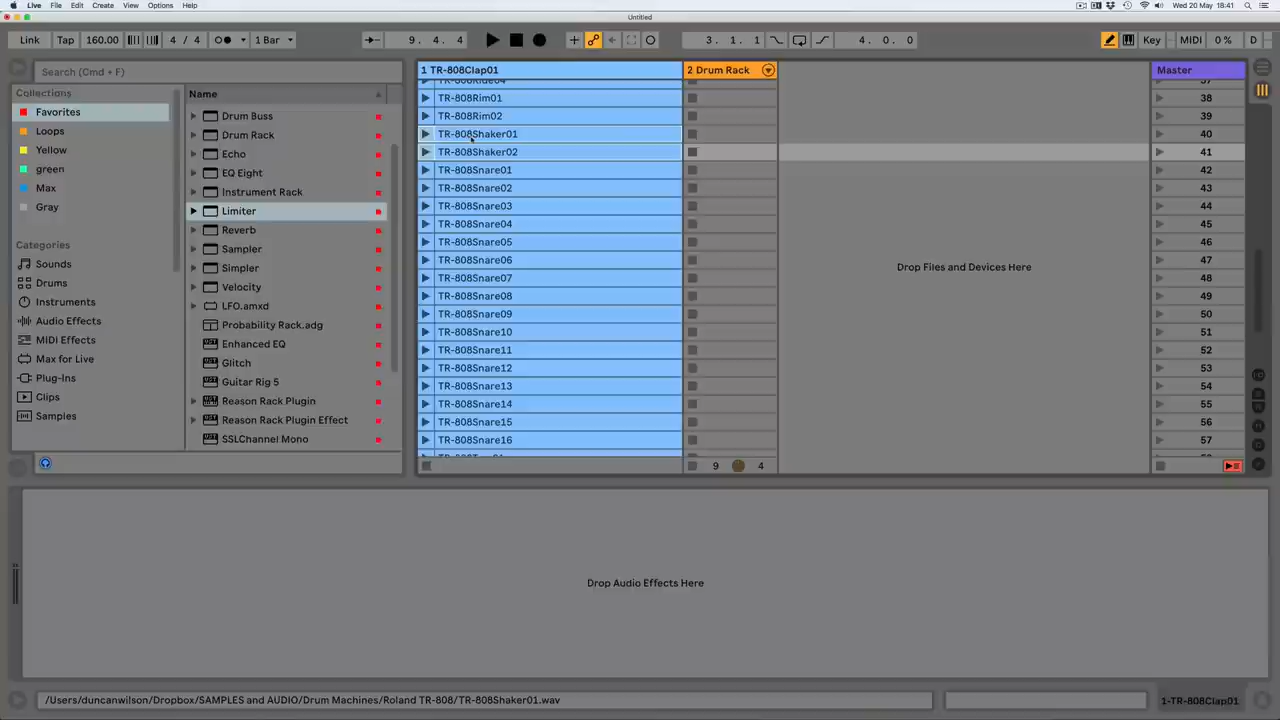 Live File Edit Create View Options Help
Wed 20 May 18:41
Untitled
Link Tap 160.00 4 / 4 1 Bar 9. 4. 4 3. 1. 1 4. 0. 0 Key MIDI 0 % D
Search (Cmd + F)
Collections
Favorites
Loops
Yellow
green
Max
Gray
Categories
Sounds
Drums
Instruments
Audio Effects
MIDI Effects
Max for Live
Plug-Ins
Clips
Samples
Name
Drum Buss
Drum Rack
Echo
EQ Eight
Instrument Rack
Limiter
Reverb
Sampler
Simpler
Velocity
LFO.amxd
Probability Rack.adg
Enhanced EQ
Glitch
Guitar Rig 5
Reason Rack Plugin
Reason Rack Plugin Effect
SSLChannel Mono
1 TR-808Clap01
TR-808Ride04
TR-808Rim01
TR-808Rim02
TR-808Shaker01
TR-808Shaker02
TR-808Snare01
TR-808Snare02
TR-808Snare03
TR-808Snare04
TR-808Snare05
TR-808Snare06
TR-808Snare07
TR-808Snare08
TR-808Snare09
TR-808Snare10
TR-808Snare11
TR-808Snare12
TR-808Snare13
TR-808Snare14
TR-808Snare15
TR-808Snare16
2 Drum Rack
9 4
Drop Files and Devices Here
Master
37
38
39
40
41
42
43
44
45
46
47
48
49
50
51
52
53
54
55
56
57
Drop Audio Effects Here
/Users/duncanwilson/Dropbox/SAMPLES and AUDIO/Drum Machines/Roland TR-808/TR-808Shaker01.wav
1-TR-808Clap01